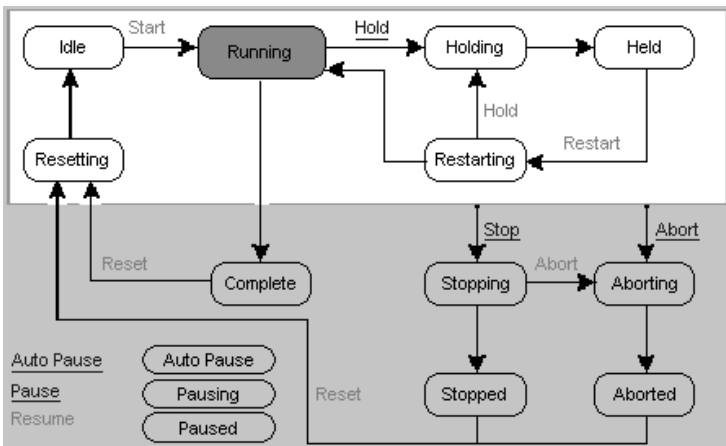 Start
Hold
Idle
Running
Holding
Held
Hold
Resetting
Restarting
Restart
Stop
Abort
Reset
Complete
Stopping
Abort
Aborting
Auto Pause
Auto Pause
Pause
Pausing
Reset
Stopped
Aborted
Resume
Paused